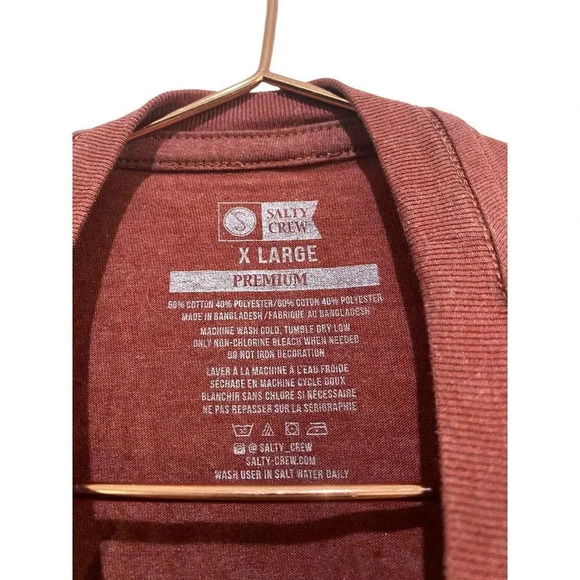 S
SALTY
CREW
X LARGE
PREMIUM
60% COTTON 40% POLYESTER/60% COTON 40% POLYESTER
MADE IN BANGLADESH/FABRIQUE AU BANGLADESH
MACHINE WASH COLD, TUMBLE DRY LOW
ONLY NON-CHLORINE BLEACH WHEN NEEDED
DO NOT IRON DECORATION
LAVER À LA MACHINE À L'EAU FROIDE
SÉCHAGE EN MACHINE CYCLE DOUX
BLANCHIR SANS CHLORE SI NÉCESSAIRE
NE PAS REPASSER SUR LA SÉRIGRAPHIE
@ SALTY_CREW
SALTY-CREW.COM
WASH USER IN SALT WATER DAILY